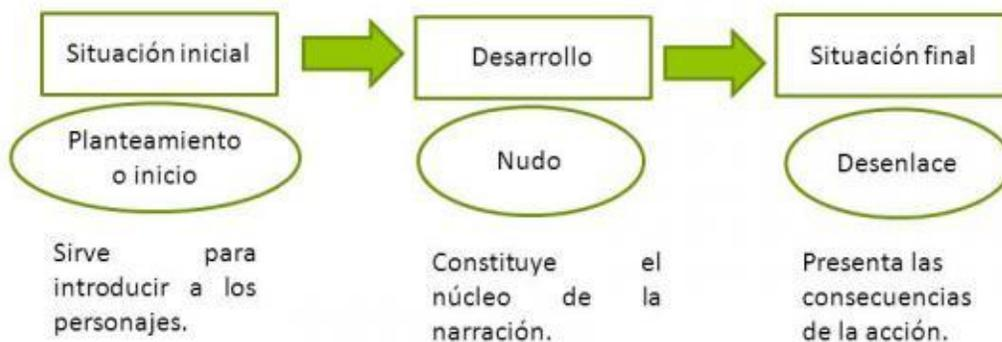 Situación inicial
Desarrollo
Situación final
Planteamiento
o inicio
Nudo
Desenlace
Sirve para
introducir a los
personajes.
Constituye el
núcleo de la
narración.
Presenta las
consecuencias
de la acción.